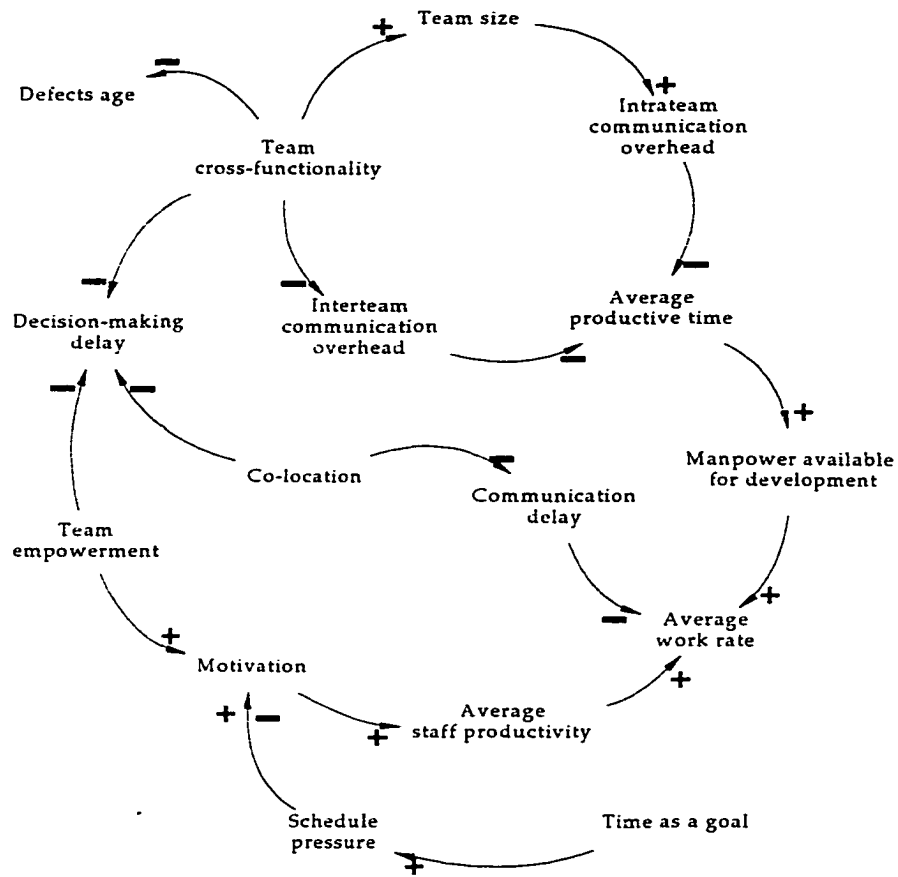 Team size
+
−
Defects age
+
Intrateam
communication
overhead
Team
cross-functionality
−
−
−
Interteam
communication
overhead
Average
productive time
Decision-making
delay
−
−
−
+
Co-location
−
Communication
delay
Manpower available
for development
Team
empowerment
+
−
Average
work rate
+
Motivation
+
+
−
+
Average
staff productivity
Schedule
pressure
Time as a goal
+